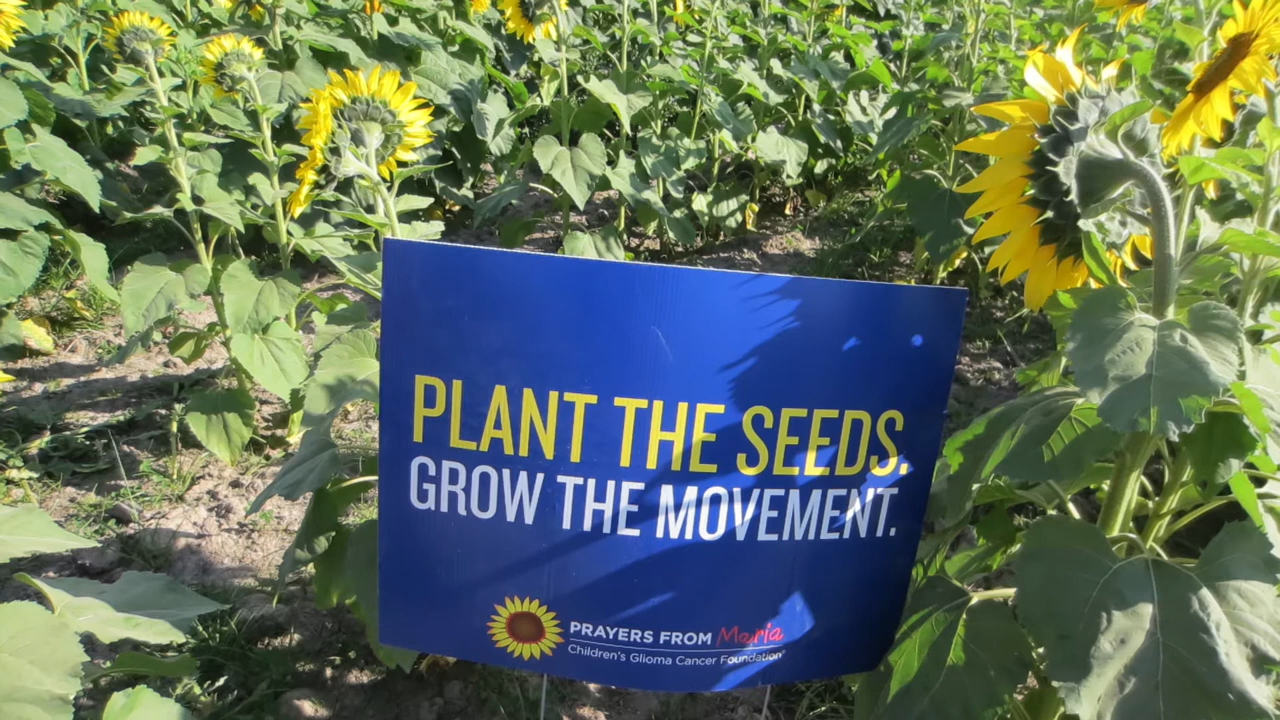 PLANT THE SEEDS.
GROW THE MOVEMENT.
PRAYERS FROM Maria
Children's Glioma Cancer Foundation®